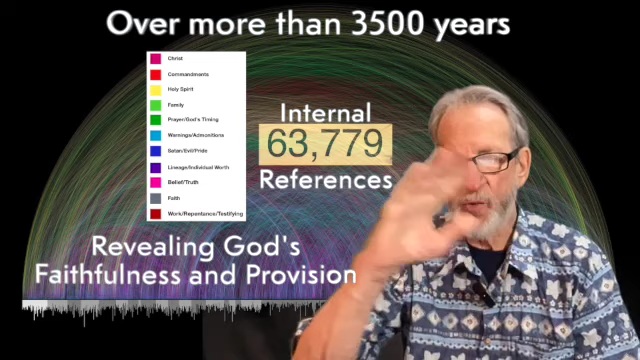 Over more than 3500 years
Christ
Commandments
Holy Spirit
Family
Prayer/God's Timing
Warnings/Admonitions
Satan/Evil/Pride
Lineage/Individual Worth
Belief/Truth
Faith
Work/Repentance/Testifying
Internal
63,779
References
Revealing God's
Faithfulness and Provision